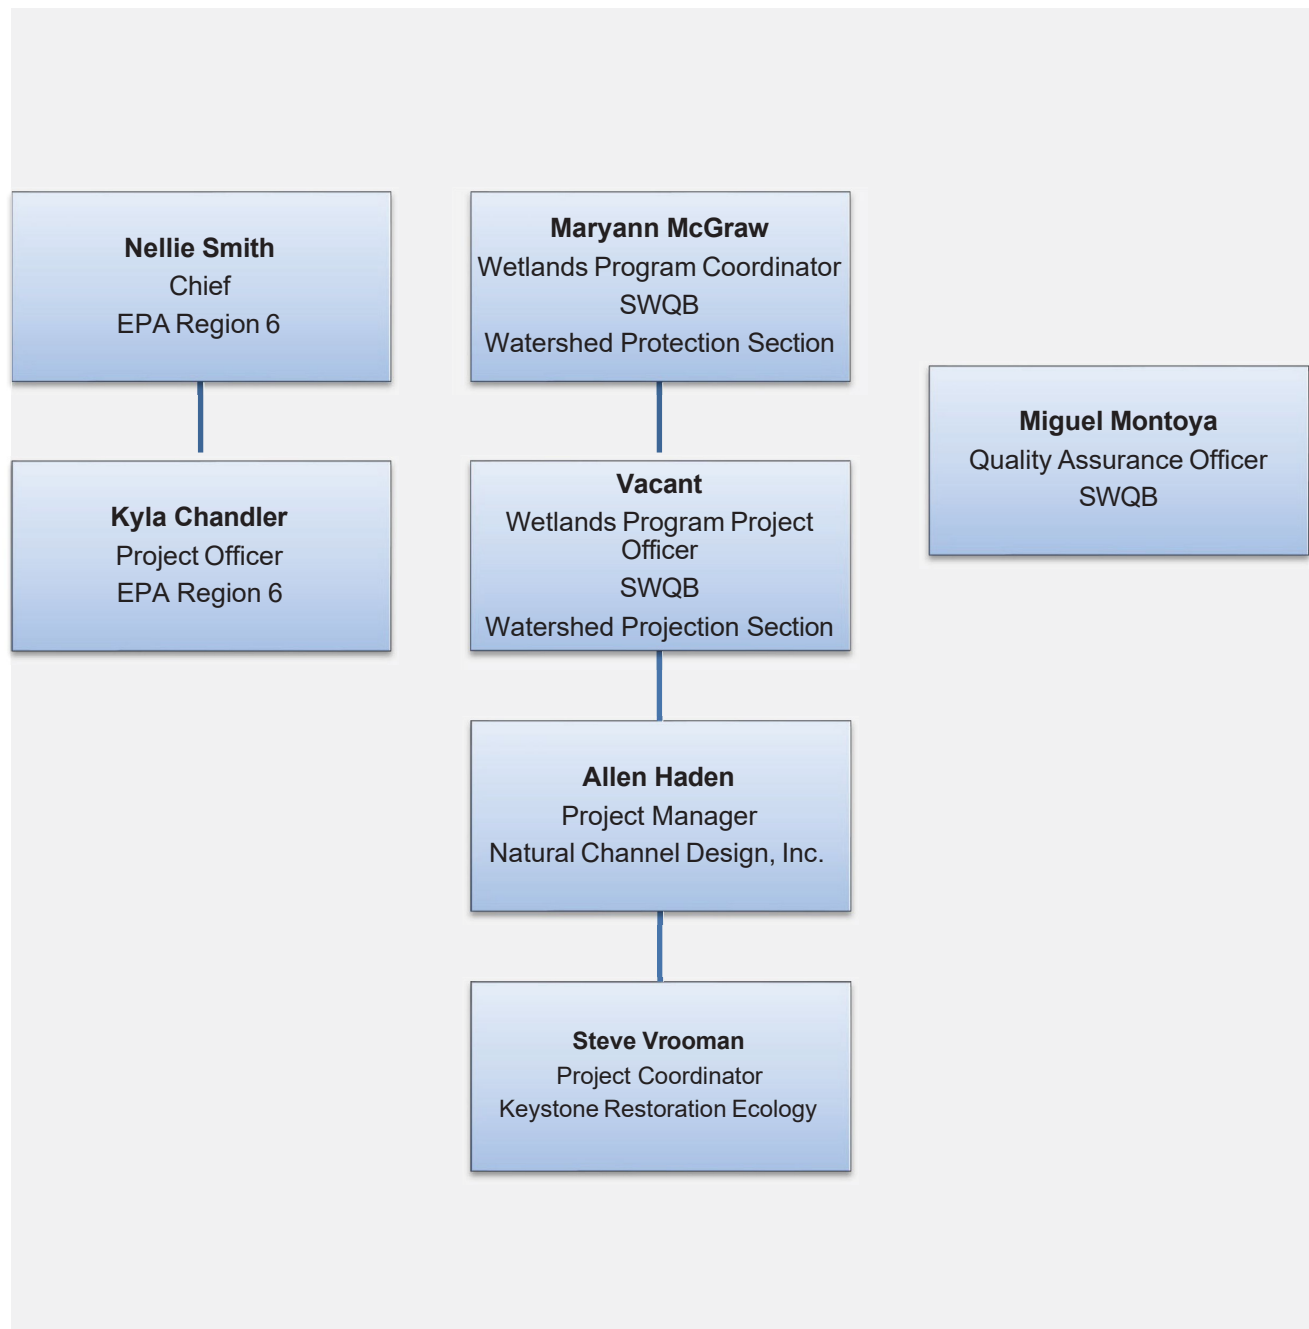 Nellie Smith
Chief
EPA Region 6
Kyla Chandler
Project Officer
EPA Region 6
Maryann McGraw
Wetlands Program Coordinator
SWQB
Watershed Protection Section
Vacant
Wetlands Program Project
Officer
SWQB
Watershed Projection Section
Allen Haden
Project Manager
Natural Channel Design, Inc.
Steve Vrooman
Project Coordinator
Keystone Restoration Ecology
Miguel Montoya
Quality Assurance Officer
SWQB